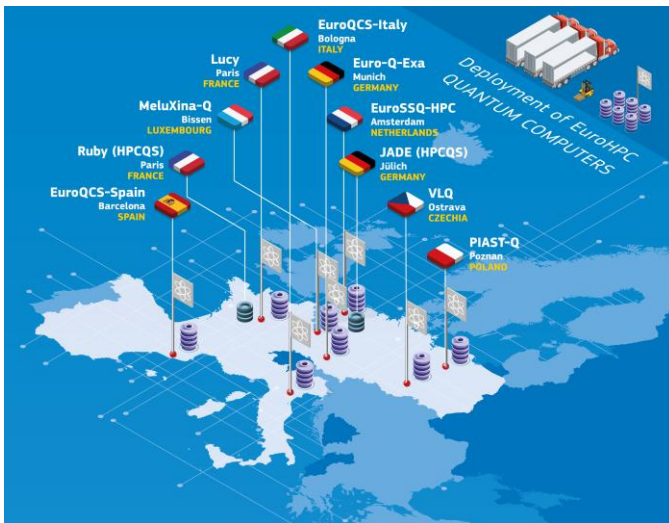 EuroQCS-Italy
Bologna
ITALY
Lucy
Paris
FRANCE
Euro-Q-Exa
Munich
GERMANY
Deployment of EuroHPC
QUANTUM COMPUTERS
MeluXina-Q
Bissen
LUXEMBOURG
EuroSSQ-HPC
Amsterdam
NETHERLANDS
Ruby (HPCQS)
Paris
FRANCE
JADE (HPCQS)
Jülich
GERMANY
EuroQCS-Spain
Barcelona
SPAIN
VLQ
Ostrava
CZECHIA
PIAST-Q
Poznan
POLAND